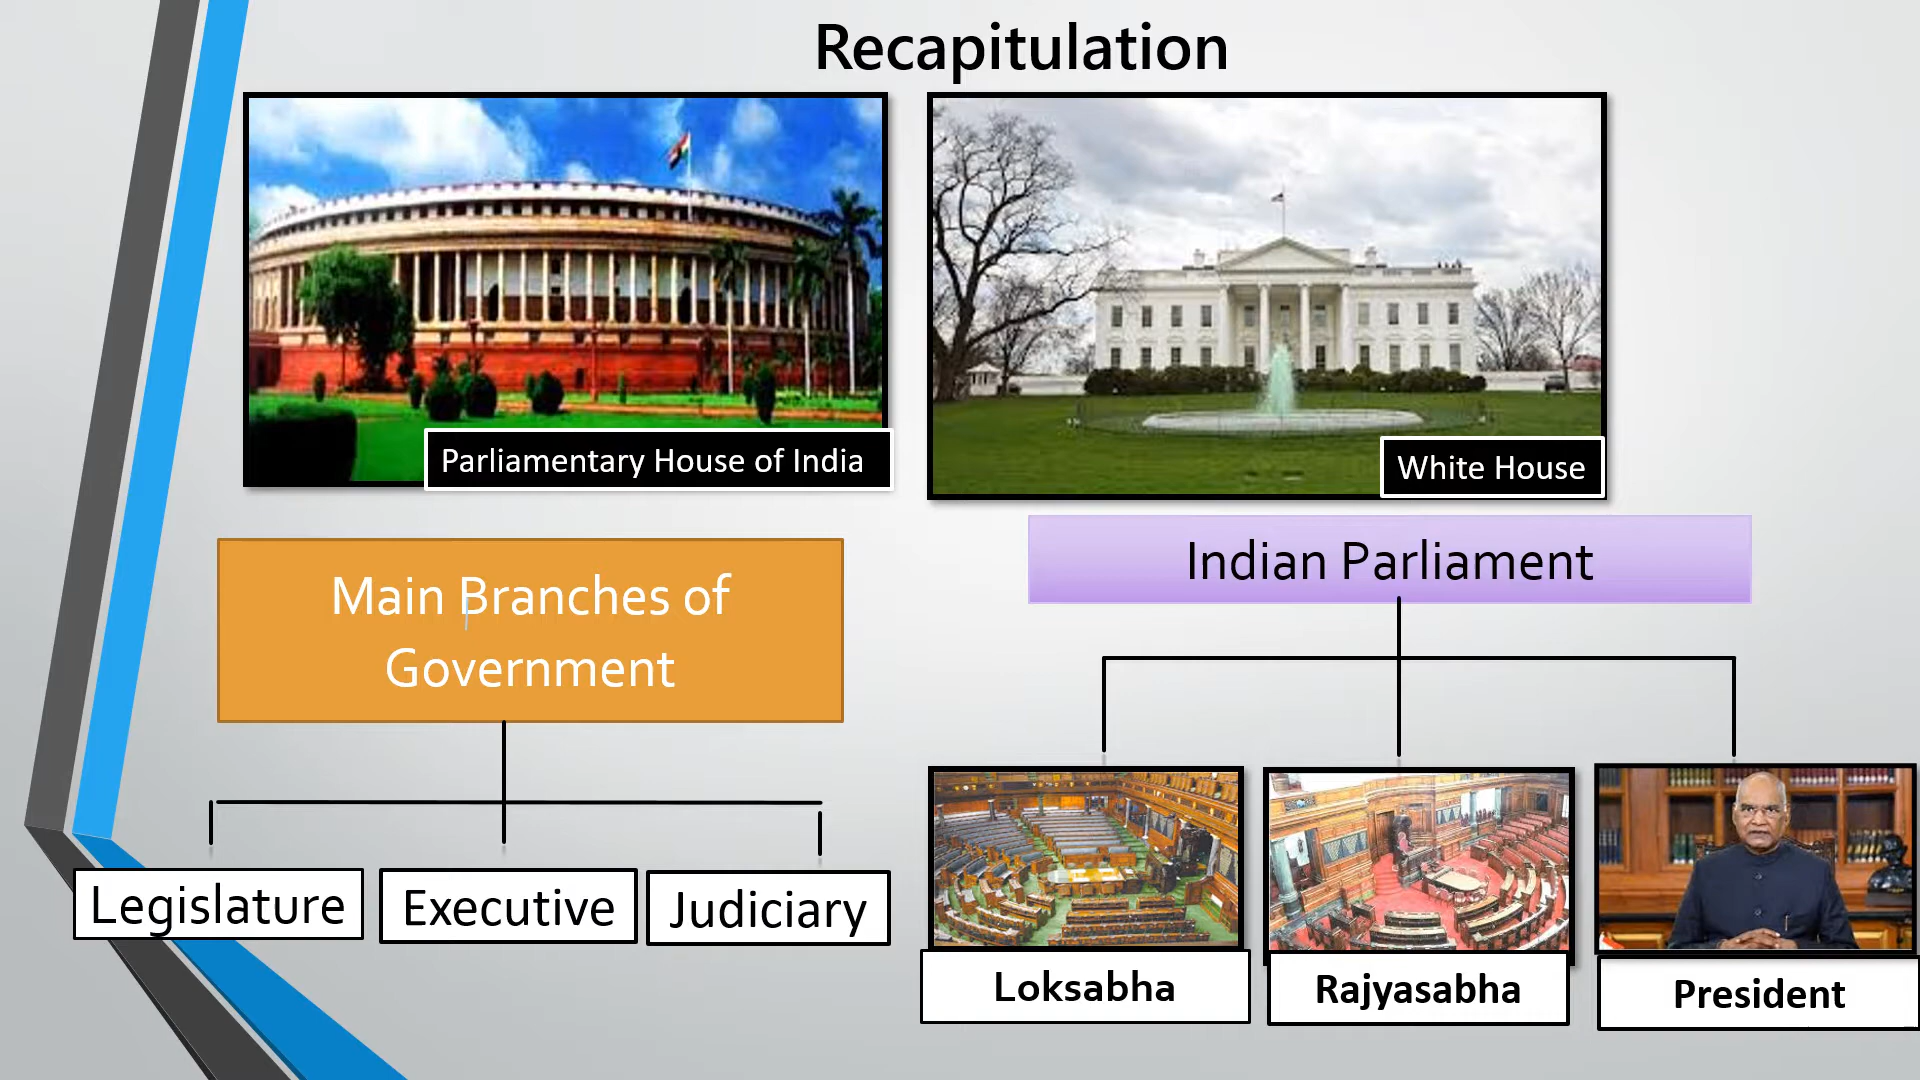 Recapitulation
Parliamentary House of India
White House
Main Branches of
Government
Indian Parliament
Legislature
Executive
Judiciary
Loksabha
Rajyasabha
President